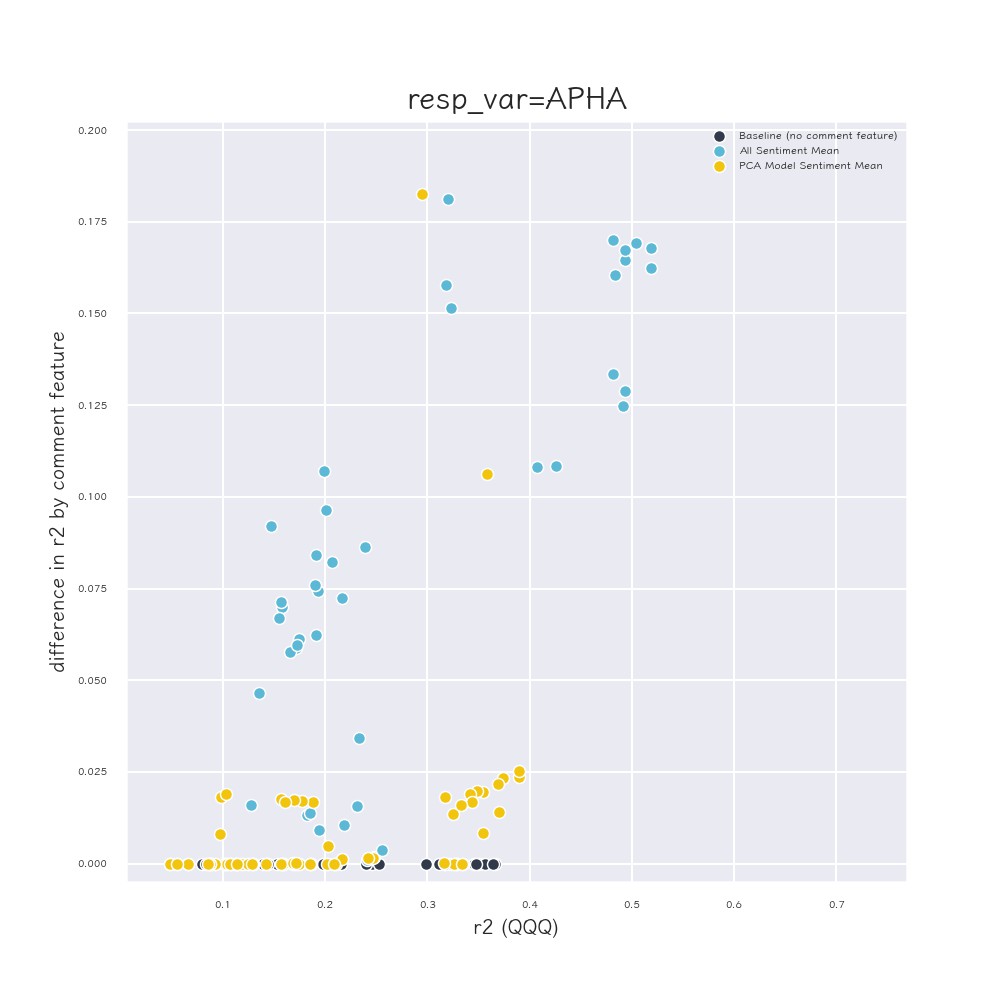 resp_var=APHA
0.200
Baseline (no comment feature)
All Sentiment Mean
PCA Model Sentiment Mean
0.175
0.150
0.125
0.100
0.075
0.050
0.025
0.000
difference in r2 by comment feature
0.1 0.2 0.3 0.4 0.5 0.6 0.7
r2 (QQQ)